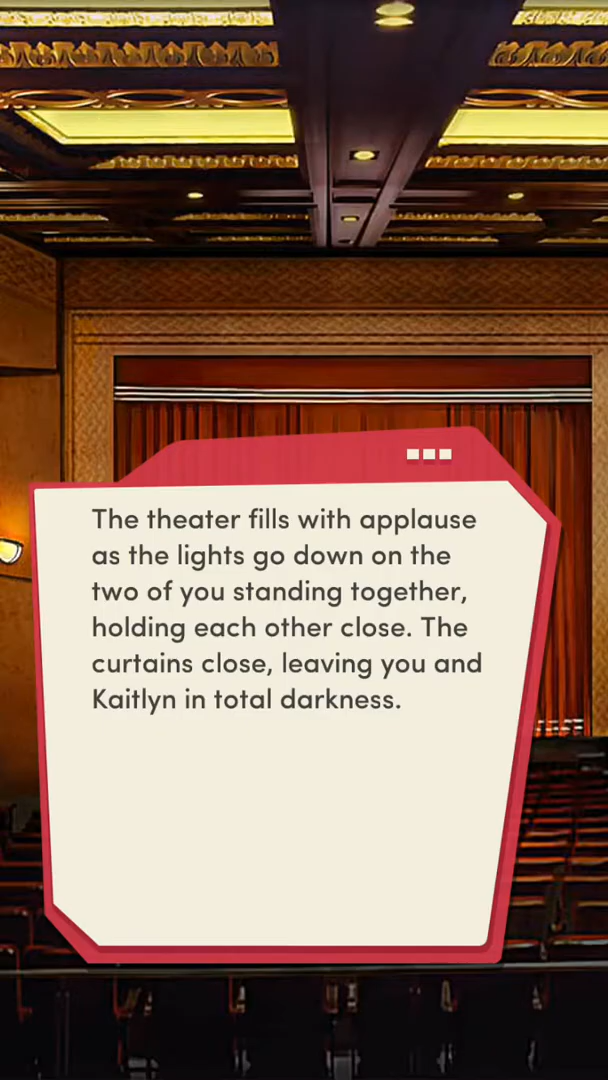 The theater fills with applause
as the lights go down on the
two of you standing together,
holding each other close. The
curtains close, leaving you and
Kaitlyn in total darkness.